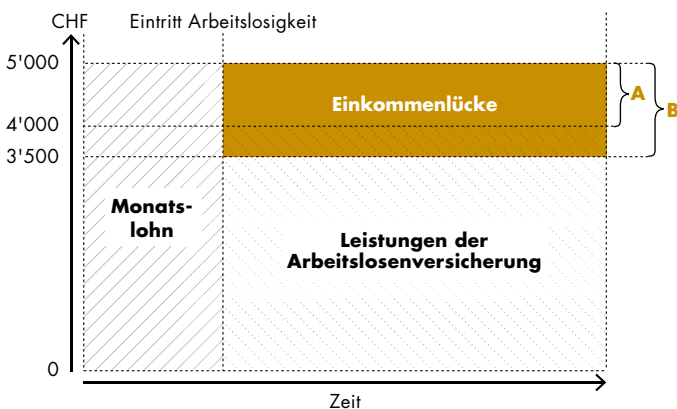 CHF
Eintritt Arbeitslosigkeit
5'000
Einkommenlücke
A
B
4'000
3'500
Monats-
lohn
Leistungen der
Arbeitslosenversicherung
0
Zeit